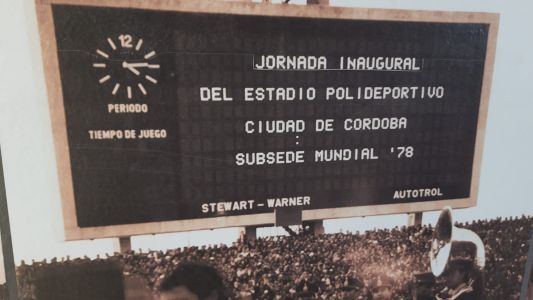 12
PERIODO
TIEMPO DE JUEGO
JORNADA INAUGURAL
DEL ESTADIO POLIDEPORTIVO
CIUDAD DE CORDOBA
:
SUBSEDE MUNDIAL '78
STEWART-WARNER
AUTOTROL